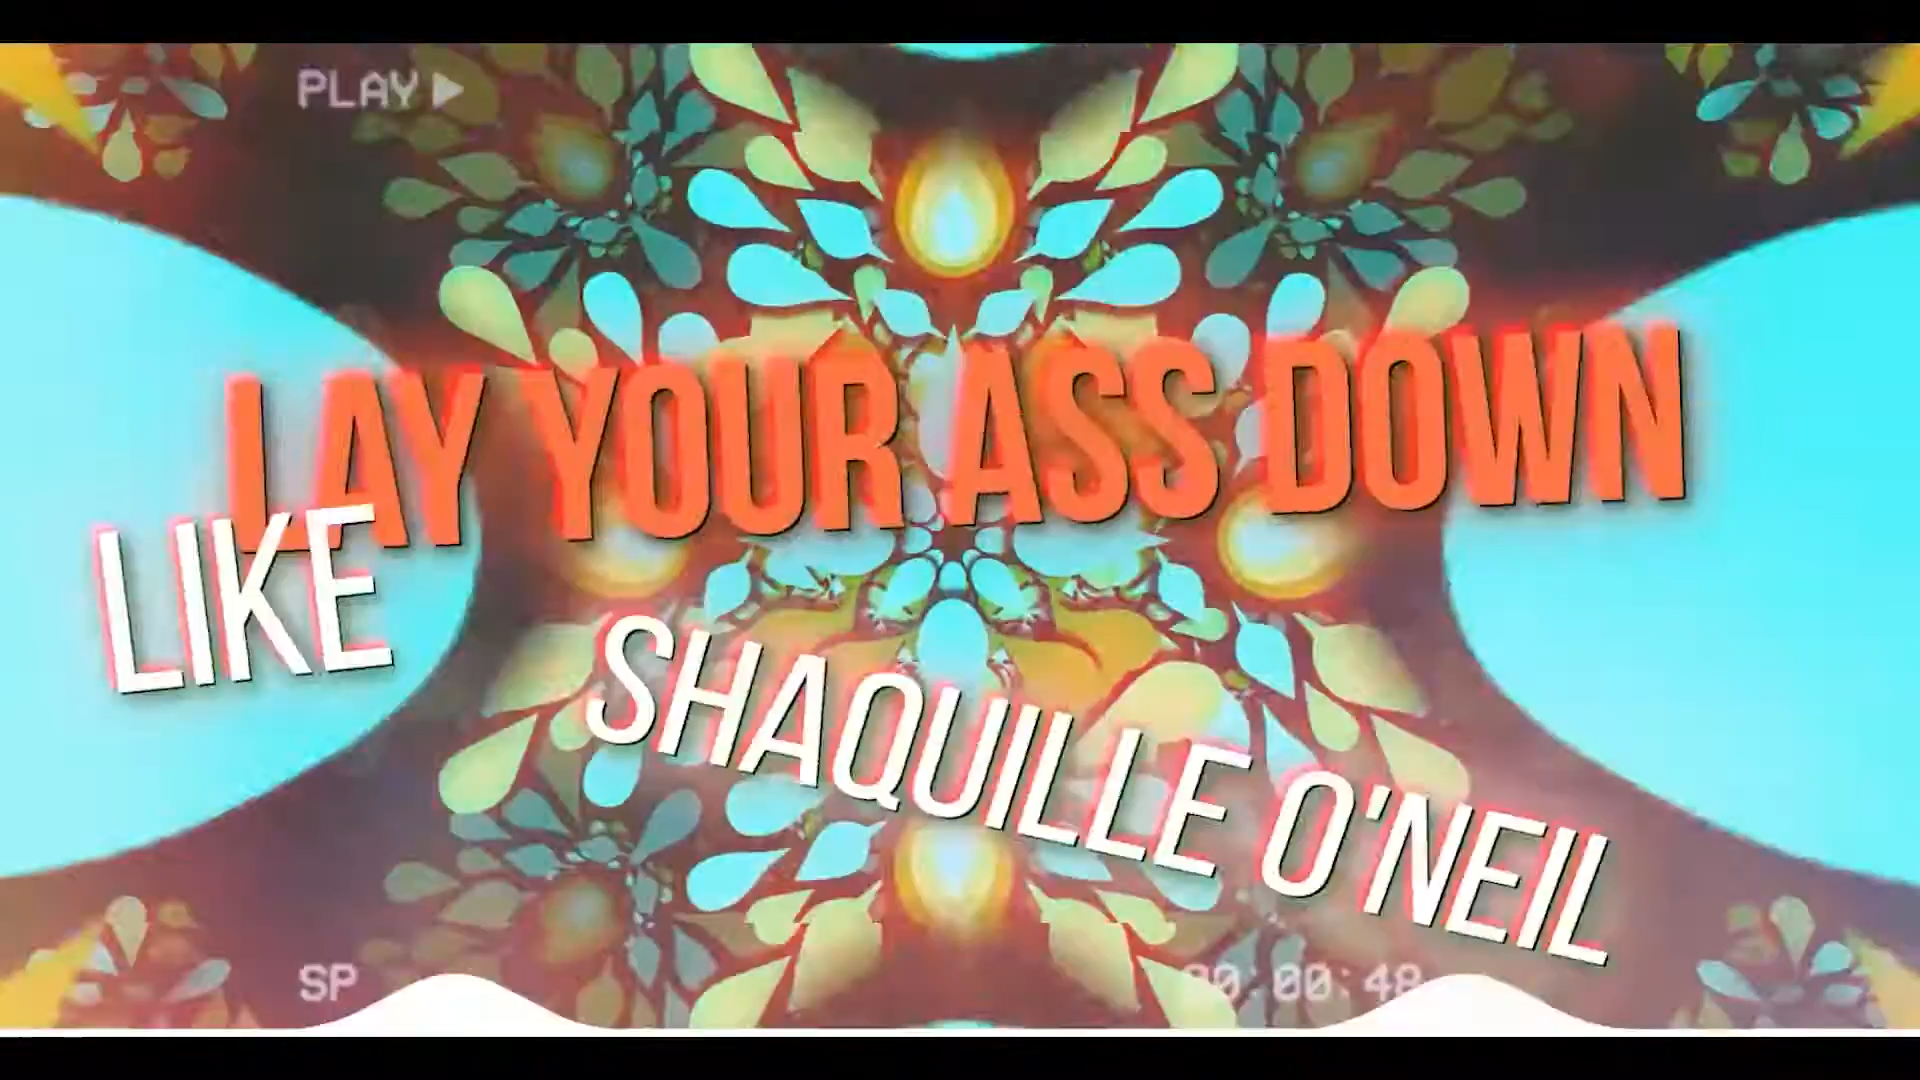 PLAY
LAY YOUR ASS DOWN
LIKE
SHAQUILLE O'NEIL
SP
00:00:48